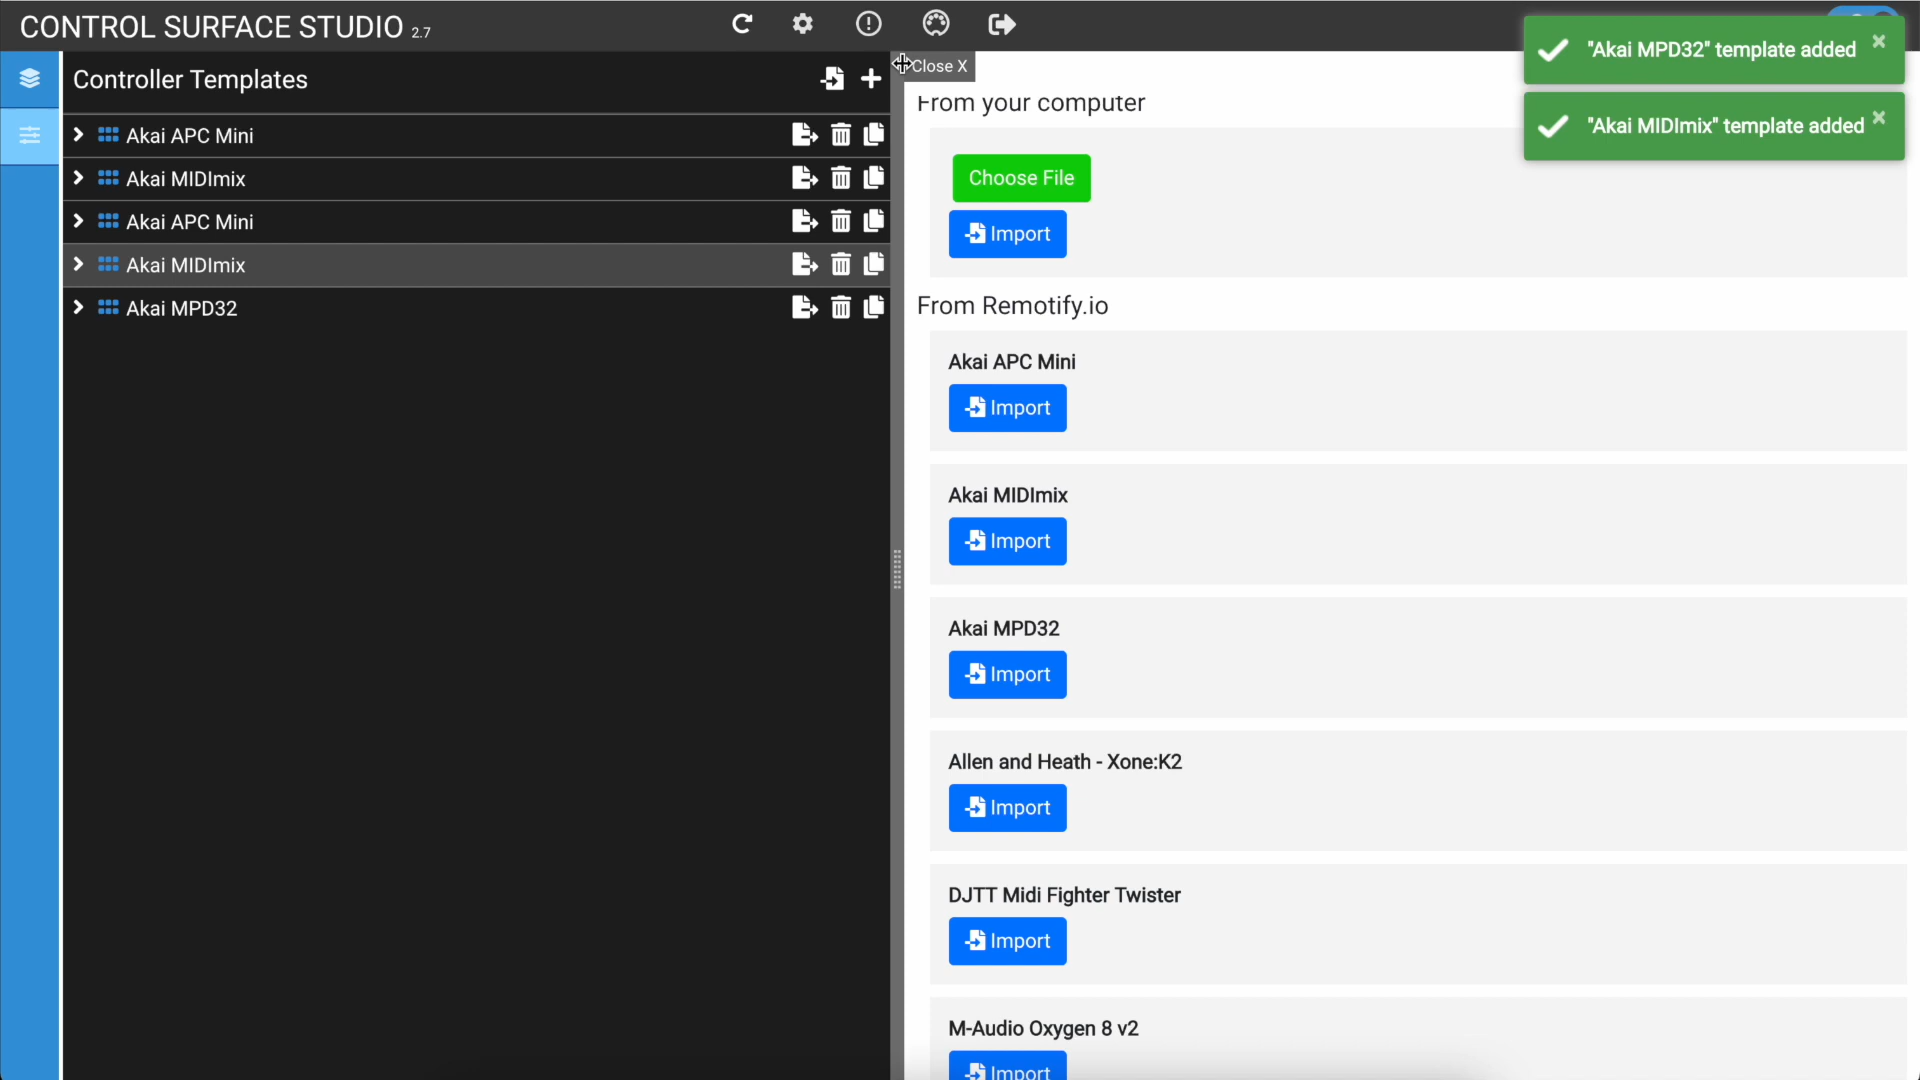 CONTROL SURFACE STUDIO 2.7
"Akai MPD32" template added
"Akai MIDImix" template added
Controller Templates
Close X
Akai APC Mini
Akai MIDImix
Akai APC Mini
Akai MIDImix
Akai MPD32
From your computer
Choose File
Import
From Remotify.io
Akai APC Mini
Import
Akai MIDImix
Import
Akai MPD32
Import
Allen and Heath - Xone:K2
Import
DJTT Midi Fighter Twister
Import
M-Audio Oxygen 8 v2
Import